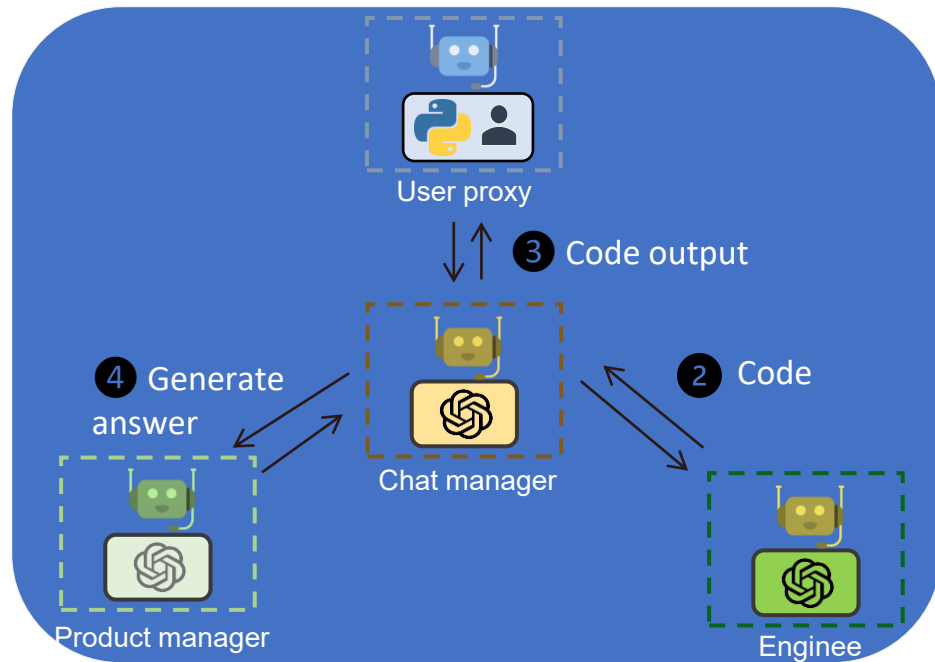 User proxy
3 Code output
Chat manager
2 Code
4 Generate
answer
Product manager
Enginee